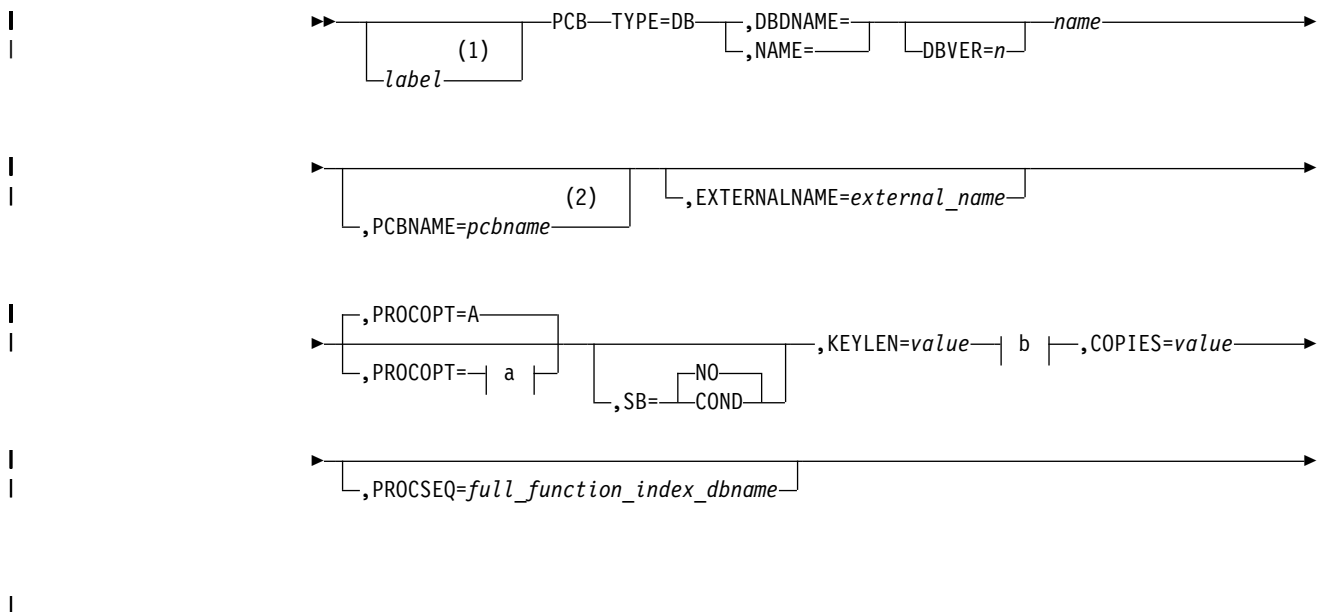 PCB TYPE=DB ,DBDNAME= name
(1) ,NAME= DBVER=n
label
(2) ,EXTERNALNAME=external_name
,PCBNAME=pcbname
,PROCOPT=A
,KEYLEN=value b ,COPIES=value
,PROCOPT= a NO
,SB= COND
,PROCSEQ=full_function_index_dbname